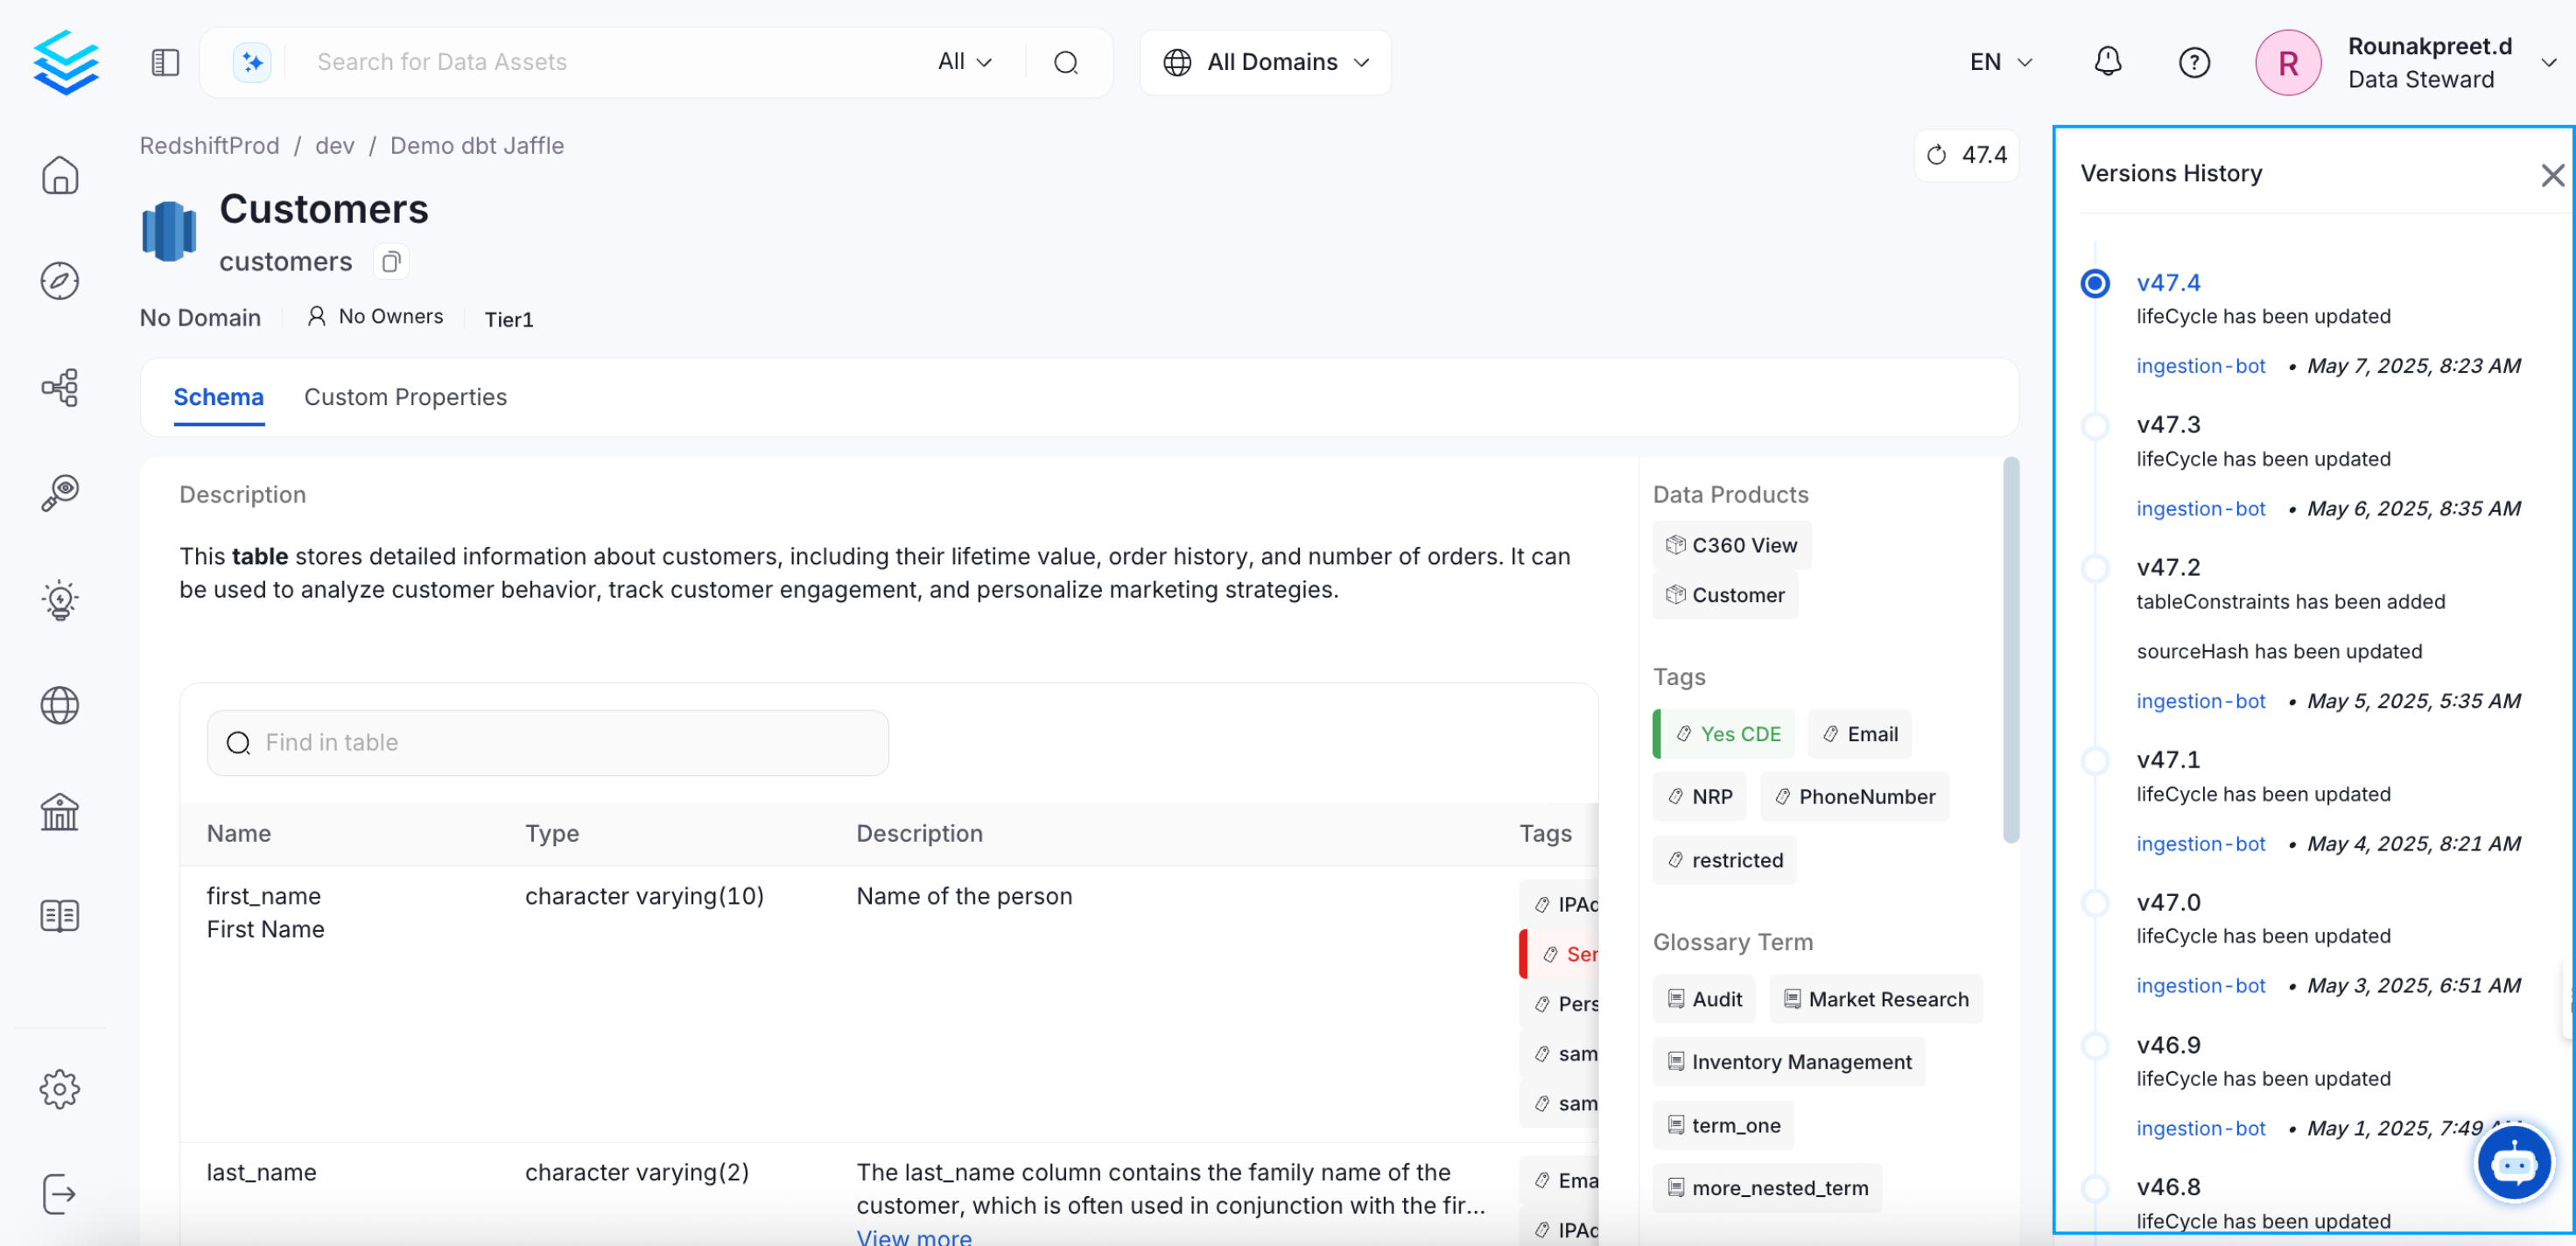 Search for Data Assets
All
All Domains
EN
R
Rounakpreet.d
Data Steward
RedshiftProd / dev / Demo dbt Jaffle
47.4
Customers
customers
No Domain
No Owners
Tier1
Schema
Custom Properties
Description
This table stores detailed information about customers, including their lifetime value, order history, and number of orders. It can
be used to analyze customer behavior, track customer engagement, and personalize marketing strategies.
Find in table
Name Type Description Tags
first_name character varying(10) Name of the person
First Name
IPAd
Ser
Pers
sam
sam
last_name character varying(2) The last_name column contains the family name of the
customer, which is often used in conjunction with the fir...
View more
Ema
IPAd
Data Products
C360 View
Customer
Tags
Yes CDE Email
NRP PhoneNumber
restricted
Glossary Term
Audit Market Research
Inventory Management
term_one
more_nested_term
Versions History
v47.4
lifeCycle has been updated
ingestion-bot • May 7, 2025, 8:23 AM
v47.3
lifeCycle has been updated
ingestion-bot • May 6, 2025, 8:35 AM
v47.2
tableConstraints has been added
sourceHash has been updated
ingestion-bot • May 5, 2025, 5:35 AM
v47.1
lifeCycle has been updated
ingestion-bot • May 4, 2025, 8:21 AM
v47.0
lifeCycle has been updated
ingestion-bot • May 3, 2025, 6:51 AM
v46.9
lifeCycle has been updated
ingestion-bot • May 1, 2025, 7:49
v46.8
lifeCycle has been updated